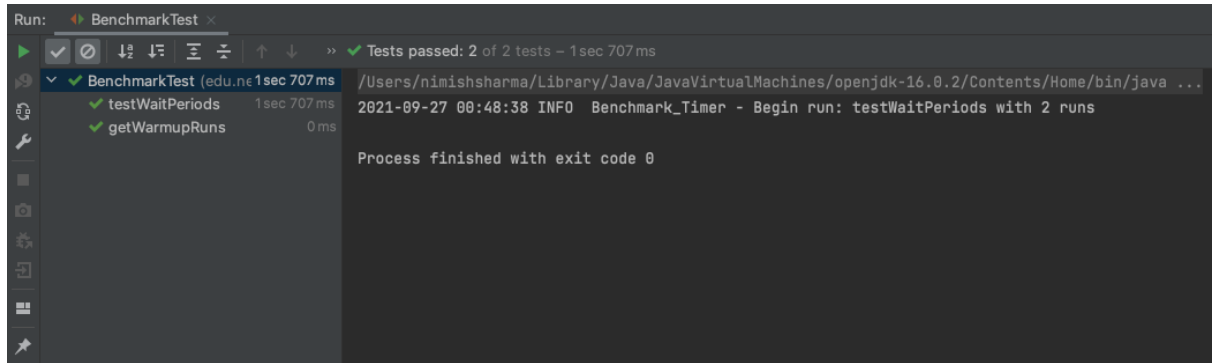 Run: BenchmarkTest ×
» Tests passed: 2 of 2 tests – 1 sec 707 ms
BenchmarkTest (edu.ne 1 sec 707 ms
testWaitPeriods 1 sec 707 ms
getWarmupRuns 0 ms
/Users/nimishsharma/Library/Java/JavaVirtualMachines/openjdk-16.0.2/Contents/Home/bin/java ...
2021-09-27 00:48:38 INFO  Benchmark_Timer - Begin run: testWaitPeriods with 2 runs
Process finished with exit code 0